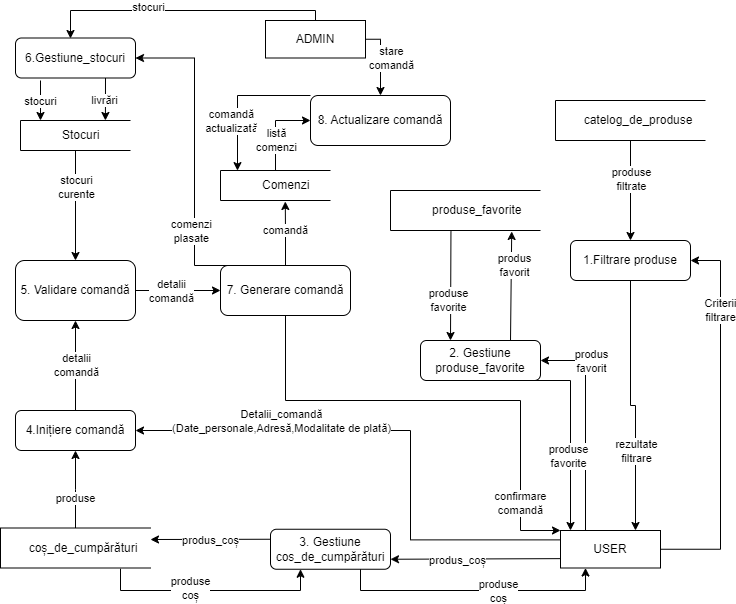 stocuri
ADMIN
6.Gestiune_stocuri
stare
comandă
stocuri
livrări
comandă
actualizată
listă
comenzi
8. Actualizare comandă
catelog_de_produse
Stocuri
stocuri
curente
Comenzi
produse
filtrate
produse_favorite
comenzi
plasate
comandă
produs
favorit
1.Filtrare produse
5. Validare comandă
detalii
comandă
7. Generare comandă
produse
favorite
Criterii
filtrare
2. Gestiune
produse_favorite
produs
favorit
detalii
comandă
Detalii_comandă
(Date_personale,Adresă,Modalitate de plată)
4.Inițiere comandă
produse
favorite
rezultate
filtrare
produse
confirmare
comandă
coș_de_cumpărături
produs_coș
3. Gestiune
cos_de_cumpărături
produs_coș
USER
produse
coș
produse
coș